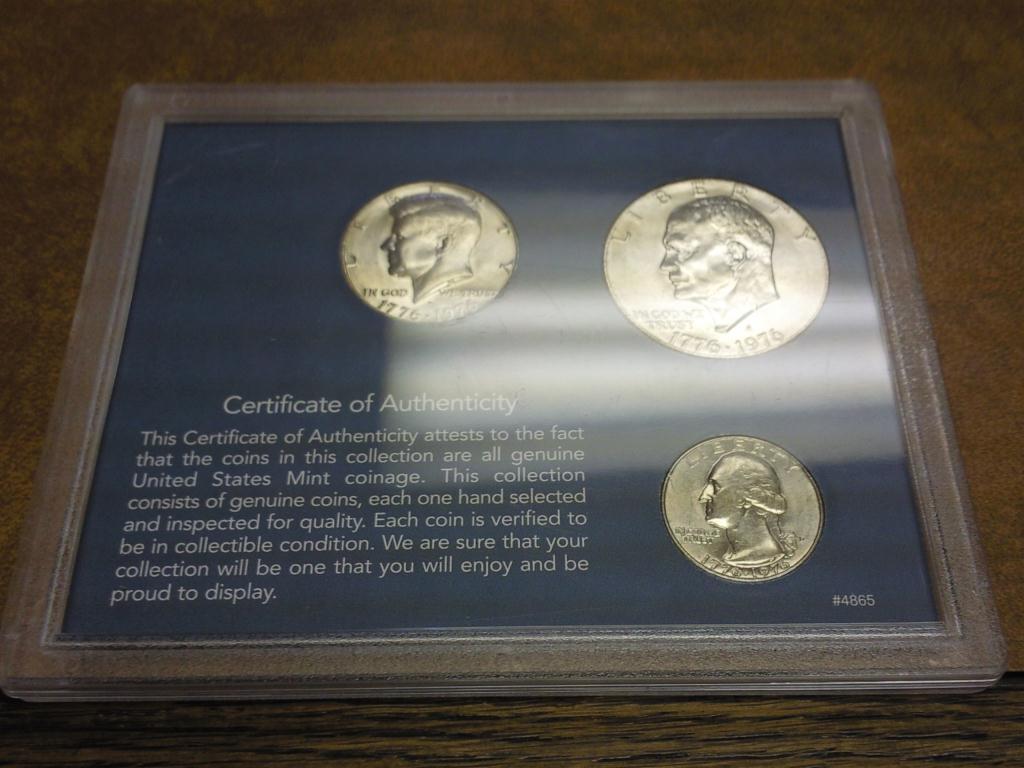 LIBERTY
IN GOD WE TRUST
1776·1976
LIBERTY
IN GOD WE
TRUST
1776·1976
Certificate of Authenticity
This Certificate of Authenticity attests to the fact
that the coins in this collection are all genuine
United States Mint coinage. This collection
consists of genuine coins, each one hand selected
and inspected for quality. Each coin is verified to
be in collectible condition. We are sure that your
collection will be one that you will enjoy and be
proud to display.
LIBERTY
IN GOD WE
TRUST
1776-1976
#4865